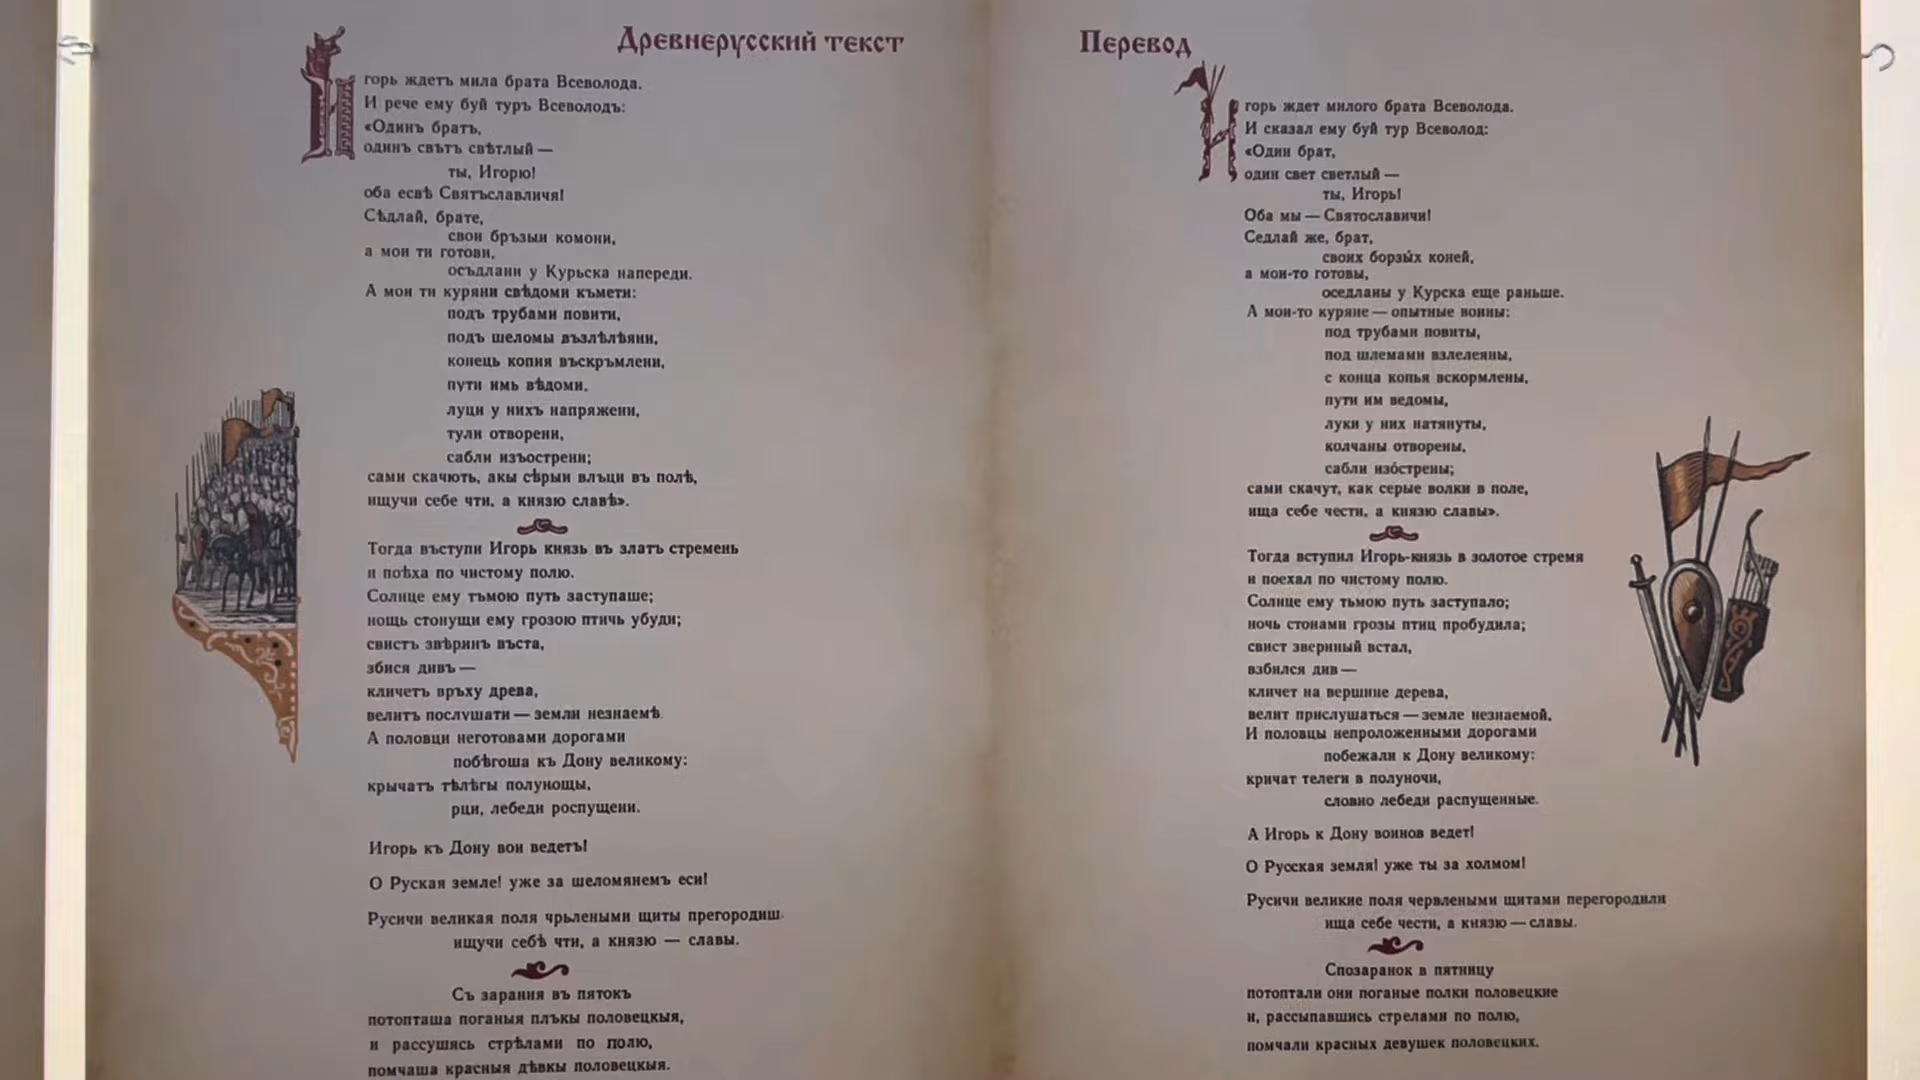 Древнерусский текст
Игорь ждетъ мила брата Всеволода.
И рече ему буй туръ Всеволодъ:
«Одинъ братъ,
одинъ свѣтъ свѣтлый —
ты, Игорю!
оба есвѣ Святъславличя!
Сѣдлай, брате,
свои бръзыи комони,
а мои ти готови,
осѣдлани у Курьска напереди.
А мои ти куряни свѣдоми къмети:
подъ трубами повити,
подъ шеломы възлѣлѣяни,
конець копия въскръмлени,
пути имь вѣдоми,
луци у нихъ напряжени,
тули отворени,
сабли изъострени;
сами скачють, акы сѣрыи влъци въ полѣ,
ищучи себе чти, а князю славѣ».
Тогда въступи Игорь князь въ златъ стремень
и поѣха по чистому полю.
Солнце ему тъмою путь заступаше;
нощь стонущи ему грозою птичь убуди;
свистъ звѣринъ въста,
збися дивъ —
кличетъ връху древа,
велитъ послушати — земли незнаемѣ
А половци неготовами дорогами
побѣгоша къ Дону великому:
крычатъ тѣлѣгы полунощы,
рци, лебеди роспущени.
Игорь къ Дону вои ведетъ!
О Руская земле! уже за шеломянемъ еси!
Русичи великая поля чрьлеными щиты прегородиш
ищучи себѣ чти, а князю — славы.
Съ зарания въ пятокъ
потопташа поганыя плъкы половецкыя,
и рассушясь стрѣлами по полю,
помчаша красныя дѣвкы половецкыя.
Перевод
Игорь ждет милого брата Всеволода.
И сказал ему буй тур Всеволод:
«Один брат,
один свет светлый —
ты, Игорь!
Оба мы — Святославичи!
Седлай же, брат,
своих борзы́х коней,
а мои-то готовы,
оседланы у Курска еще раньше.
А мои-то куряне — опытные воины:
под трубами повиты,
под шлемами взлелеяны,
с конца копья вскормлены,
пути им ведомы,
луки у них натянуты,
колчаны отворены,
сабли изо́стрены;
сами скачут, как серые волки в поле,
ища себе чести, а князю славы».
Тогда вступил Игорь-князь в золотое стремя
и поехал по чистому полю.
Солнце ему тьмою путь заступало;
ночь стонами грозы птиц пробудила;
свист звериный встал,
взбился див —
кличет на вершине дерева,
велит прислушаться — земле незнаемой,
И половцы непроложенными дорогами
побежали к Дону великому:
кричат телеги в полуночи,
словно лебеди распущенные.
А Игорь к Дону воинов ведет!
О Русская земля! уже ты за холмом!
Русичи великие поля червлеными щитами перегородили
ища себе чести, а князю — славы.
Спозаранок в пятницу
потоптали они поганые полки половецкие
и, рассыпавшись стрелами по полю,
помчали красных девушек половецких.